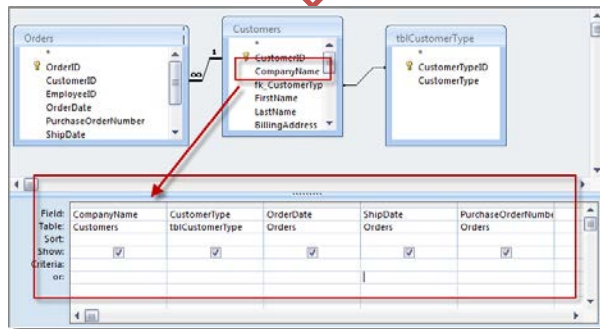 Orders
*
OrderID
CustomerID
EmployeeID
OrderDate
PurchaseOrderNumber
ShipDate
∞
1
Customers
*
CustomerID
CompanyName
fk_CustomerTyp
FirstName
LastName
BillingAddress
tblCustomerType
*
CustomerTypeID
CustomerType
Field: CompanyName CustomerType OrderDate ShipDate PurchaseOrderNumbe
Table: Customers tblCustomerType Orders Orders Orders
Sort:
Show:
Criteria:
or: